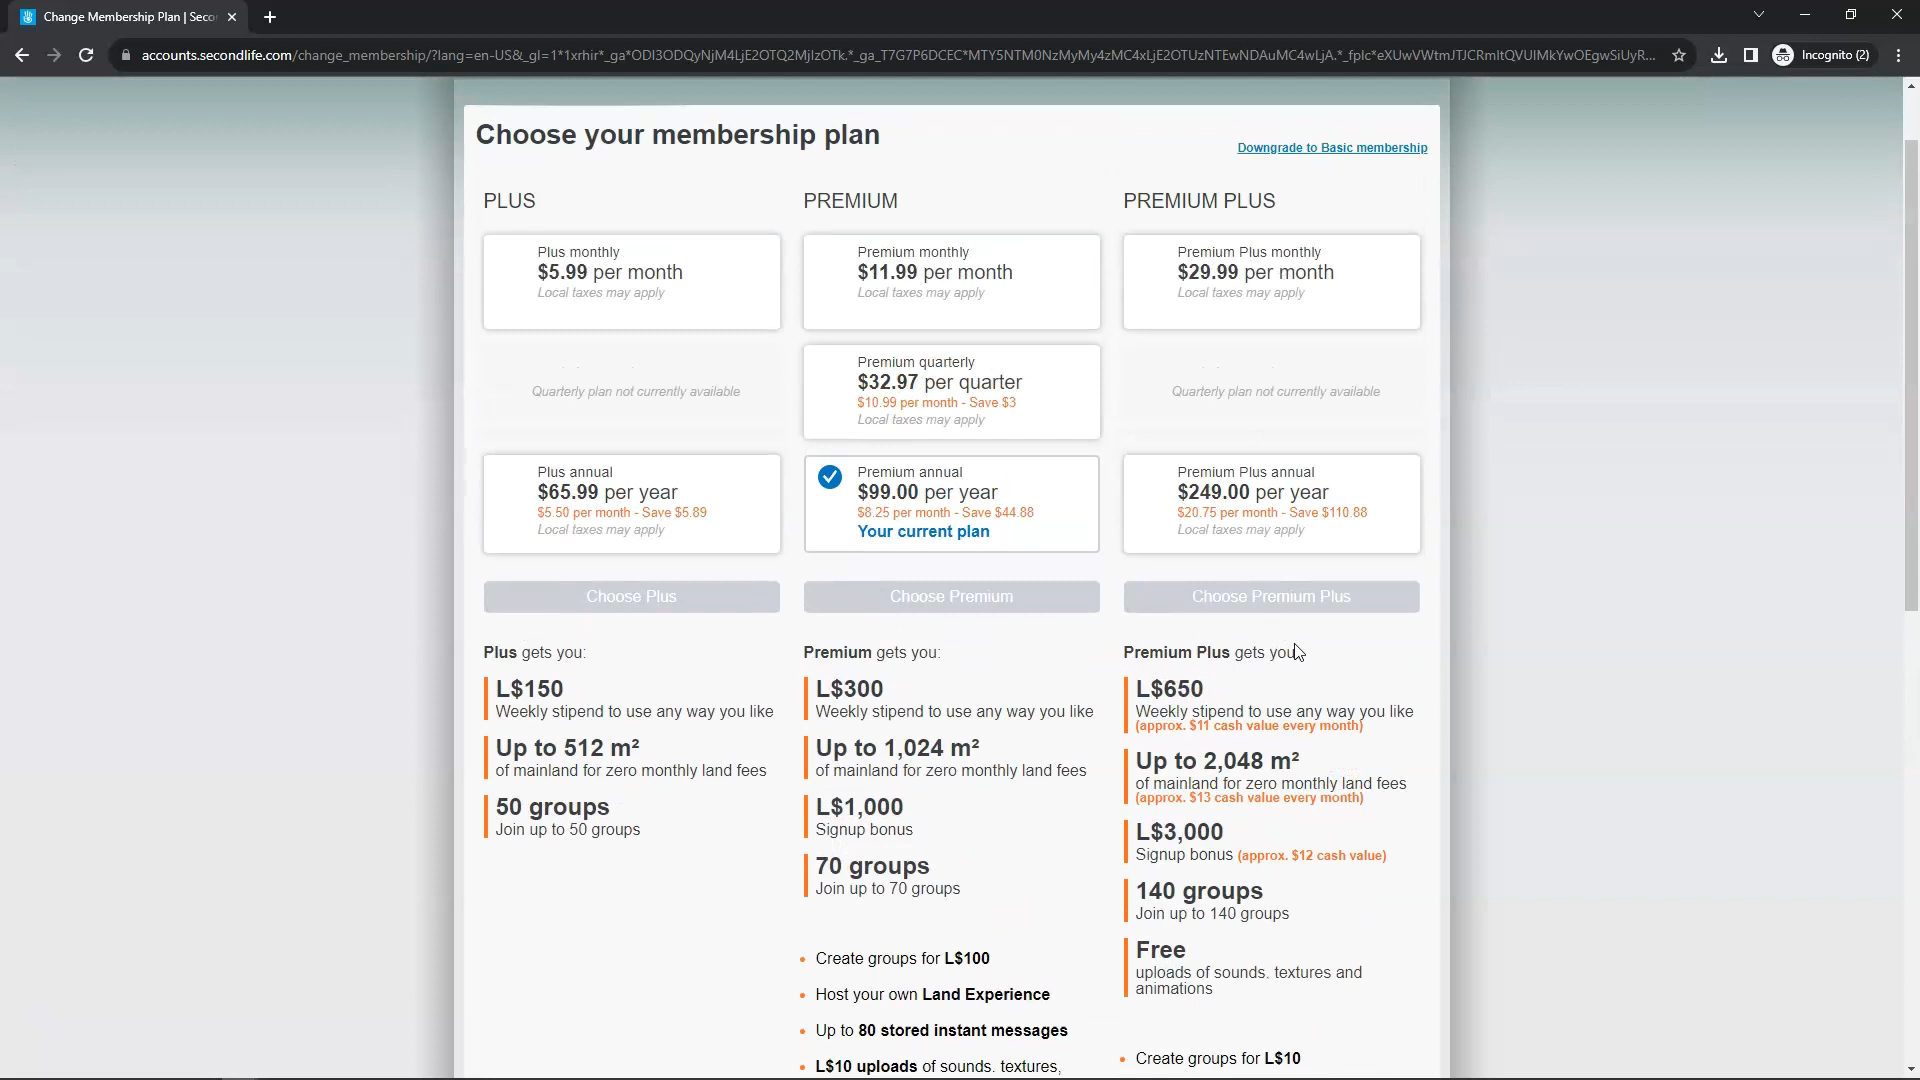 Change Membership Plan | Seco
accounts.secondlife.com/change_membership/?lang=en-US&_gl=1*1xrhir*_ga*ODI3ODQyNjM4LjE2OTQ2MjIzOTk.*_ga_T7G7P6DCEC*MTY5NTM0NzMyMy4zMC4xLjE2OTUzNTEwNDAuMC4wLjA.*_fplc*eXUwVWtmJTJCRmltQVUlMkYwOEgwSiUyR...
Incognito (2)
Choose your membership plan
Downgrade to Basic membership
PLUS
Plus monthly
$5.99 per month
Local taxes may apply
Quarterly plan not currently available
Plus annual
$65.99 per year
$5.50 per month - Save $5.89
Local taxes may apply
Choose Plus
Plus gets you:
L$150
Weekly stipend to use any way you like
Up to 512 m²
of mainland for zero monthly land fees
50 groups
Join up to 50 groups
PREMIUM
Premium monthly
$11.99 per month
Local taxes may apply
Premium quarterly
$32.97 per quarter
$10.99 per month - Save $3
Local taxes may apply
Premium annual
$99.00 per year
$8.25 per month - Save $44.88
Your current plan
Choose Premium
Premium gets you:
L$300
Weekly stipend to use any way you like
Up to 1,024 m²
of mainland for zero monthly land fees
L$1,000
Signup bonus
70 groups
Join up to 70 groups
Create groups for L$100
Host your own Land Experience
Up to 80 stored instant messages
L$10 uploads of sounds, textures,
PREMIUM PLUS
Premium Plus monthly
$29.99 per month
Local taxes may apply
Quarterly plan not currently available
Premium Plus annual
$249.00 per year
$20.75 per month - Save $110.88
Local taxes may apply
Choose Premium Plus
Premium Plus gets you
L$650
Weekly stipend to use any way you like
(approx. $11 cash value every month)
Up to 2,048 m²
of mainland for zero monthly land fees
(approx. $13 cash value every month)
L$3,000
Signup bonus (approx. $12 cash value)
140 groups
Join up to 140 groups
Free
uploads of sounds, textures and
animations
Create groups for L$10